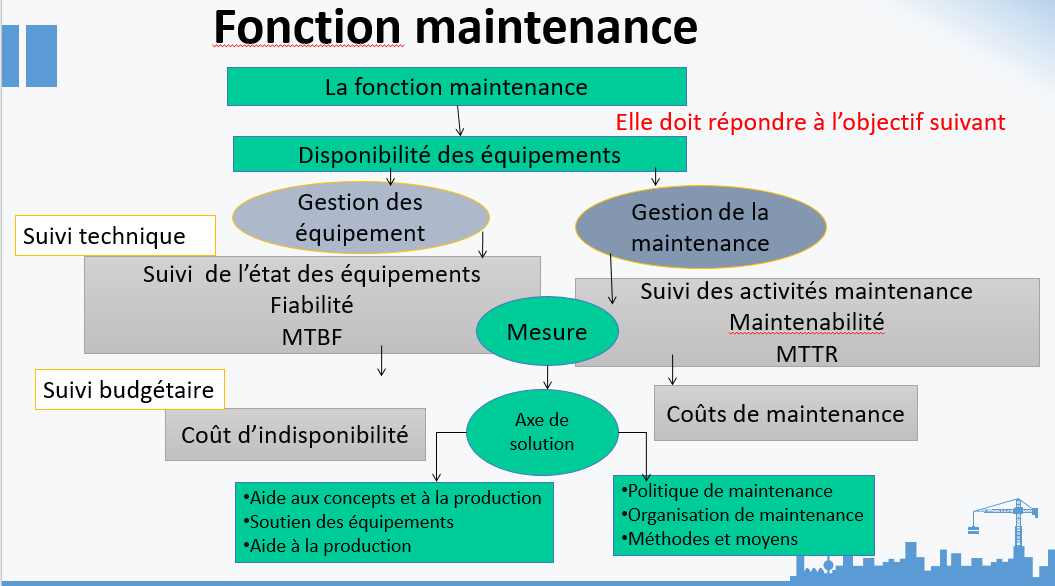 Fonction maintenance
La fonction maintenance
Elle doit répondre à l’objectif suivant
Disponibilité des équipements
Gestion des
équipement
Gestion de la
maintenance
Suivi technique
Suivi de l’état des équipements
Fiabilité
MTBF
Suivi des activités maintenance
Maintenabilité
MTTR
Mesure
Suivi budgétaire
Coût d’indisponibilité
Axe de
solution
Coûts de maintenance
•Aide aux concepts et à la production
•Soutien des équipements
•Aide à la production
•Politique de maintenance
•Organisation de maintenance
•Méthodes et moyens